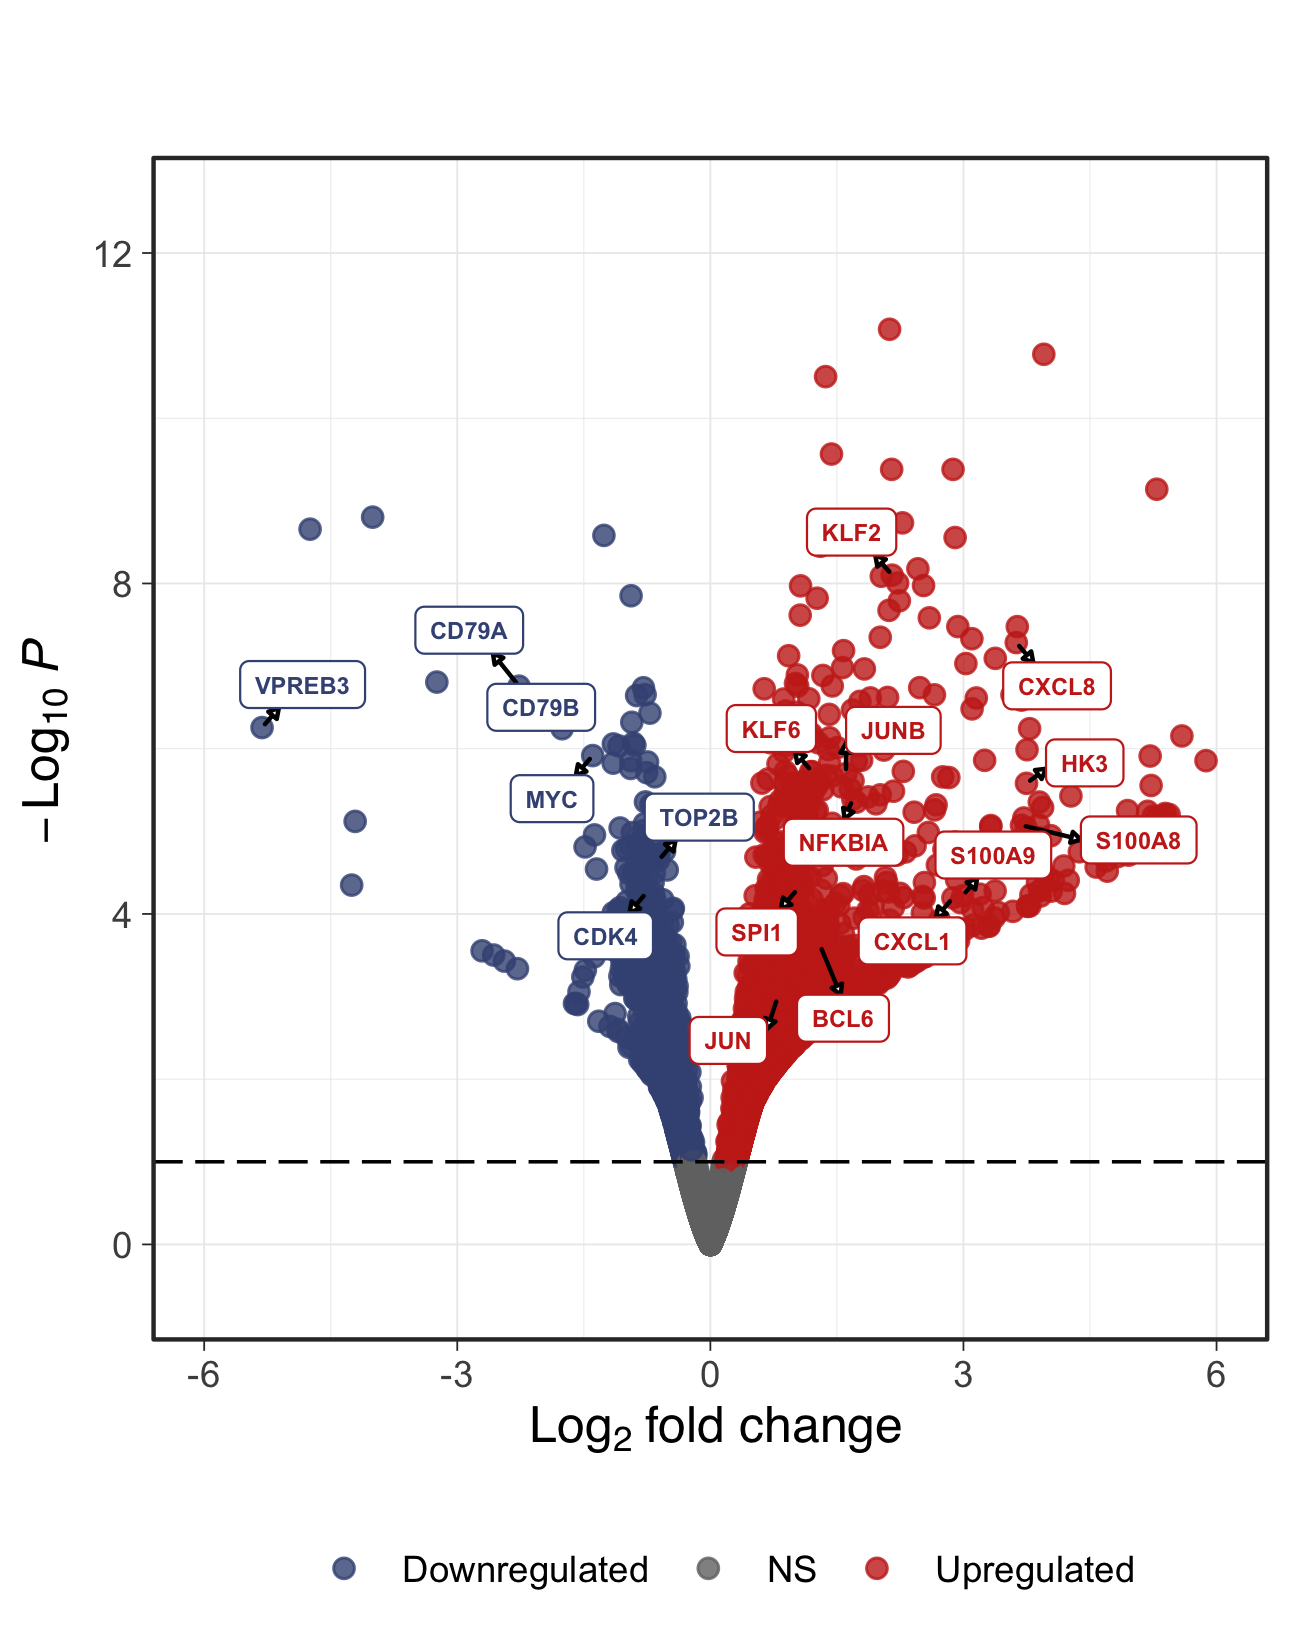 12
8
4
0
−Log10 P
KLF2
CD79A
VPREB3
CXCL8
CD79B
KLF6
JUNB
HK3
MYC
TOP2B
NFKBIA
S100A8
S100A9
SPI1
CDK4
CXCL1
BCL6
JUN
-6 -3 0 3 6
Log2 fold change
Downregulated NS Upregulated